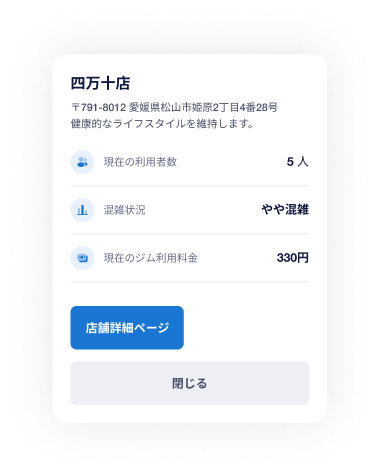 四万十店
〒791-8012 愛媛県松山市姫原2丁目4番28号
健康的なライフスタイルを維持します。
現在の利用者数 5 人
混雑状況 やや混雑
現在のジム利用料金 330円
店舗詳細ページ
閉じる